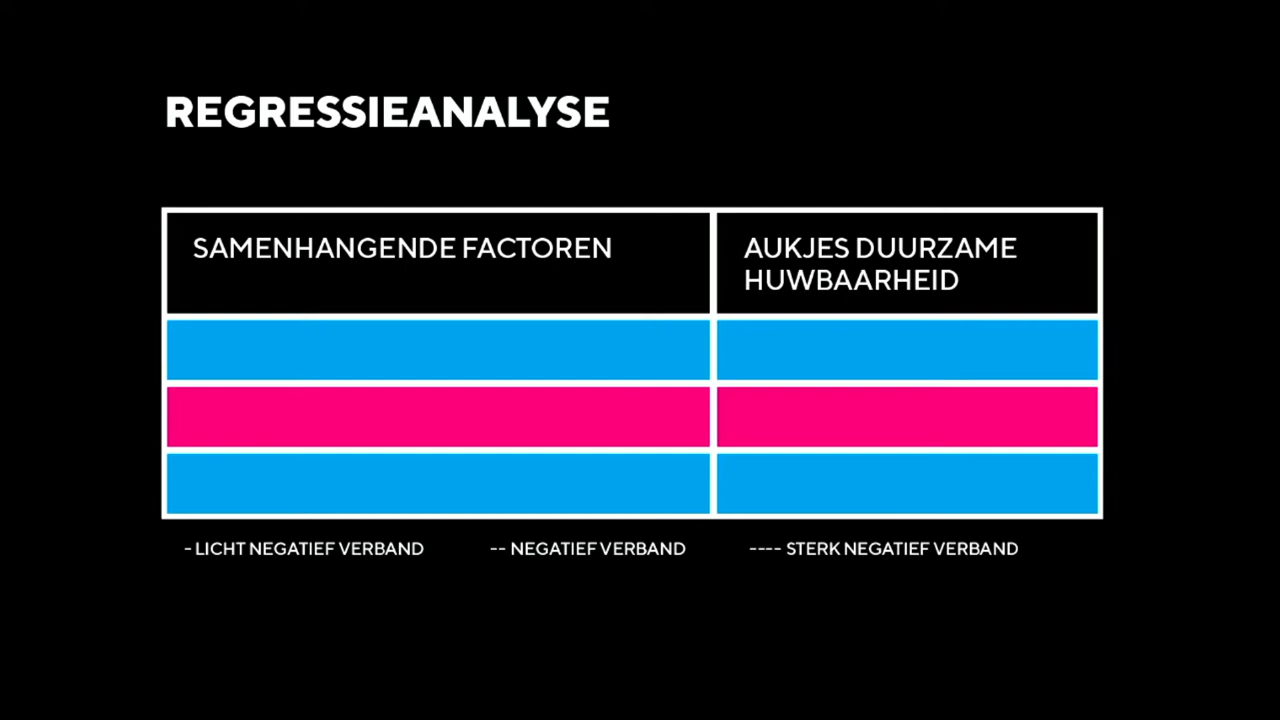 REGRESSIEANALYSE
SAMENHANGENDE FACTOREN
AUKJES DUURZAME
HUWBAARHEID
- LICHT NEGATIEF VERBAND
-- NEGATIEF VERBAND
---- STERK NEGATIEF VERBAND